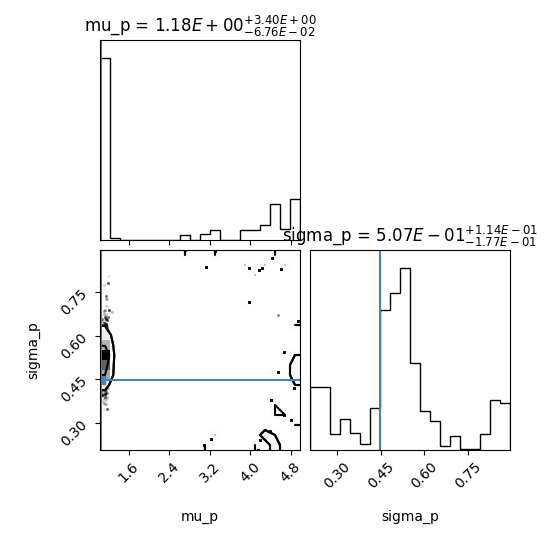 mu_p = 1.18E + 00^{+3.40E + 00}_{-6.76E - 02}
sigma_p = 5.07E - 01^{+1.14E - 01}_{-1.77E - 01}
sigma_p
0.75
0.60
0.45
0.30
1.6 2.4 3.2 4.0 4.8
0.30 0.45 0.60 0.75
mu_p
sigma_p